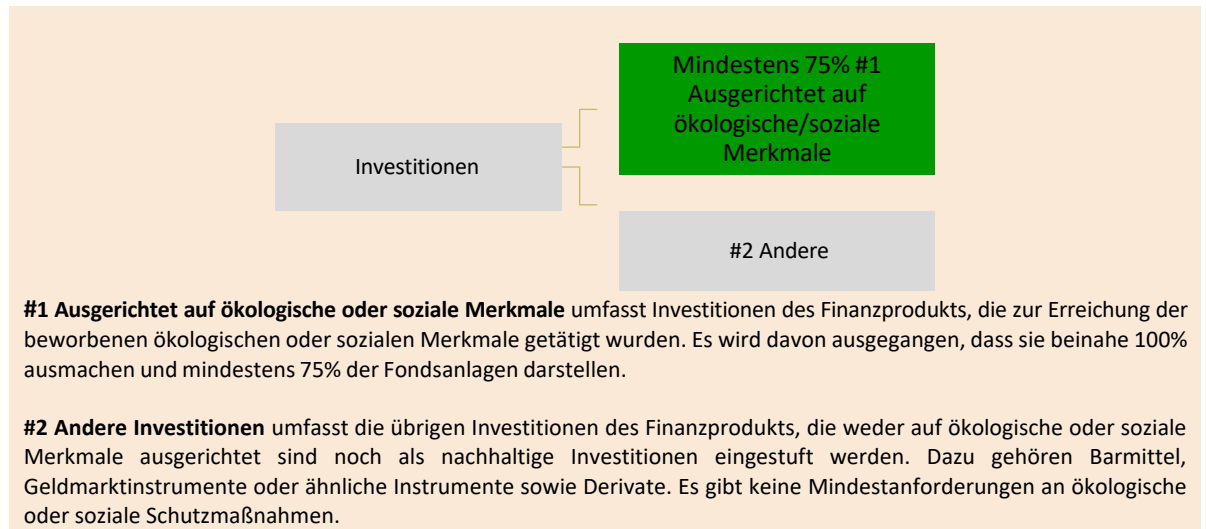 Mindestens 75% #1
Ausgerichtet auf
ökologische/soziale
Merkmale
Investitionen
#2 Andere
#1 Ausgerichtet auf ökologische oder soziale Merkmale umfasst Investitionen des Finanzprodukts, die zur Erreichung der
beworbenen ökologischen oder sozialen Merkmale getätigt wurden. Es wird davon ausgegangen, dass sie beinahe 100%
ausmachen und mindestens 75% der Fondsanlagen darstellen.
#2 Andere Investitionen umfasst die übrigen Investitionen des Finanzprodukts, die weder auf ökologische oder soziale
Merkmale ausgerichtet sind noch als nachhaltige Investitionen eingestuft werden. Dazu gehören Barmittel,
Geldmarktinstrumente oder ähnliche Instrumente sowie Derivate. Es gibt keine Mindestanforderungen an ökologische
oder soziale Schutzmaßnahmen.